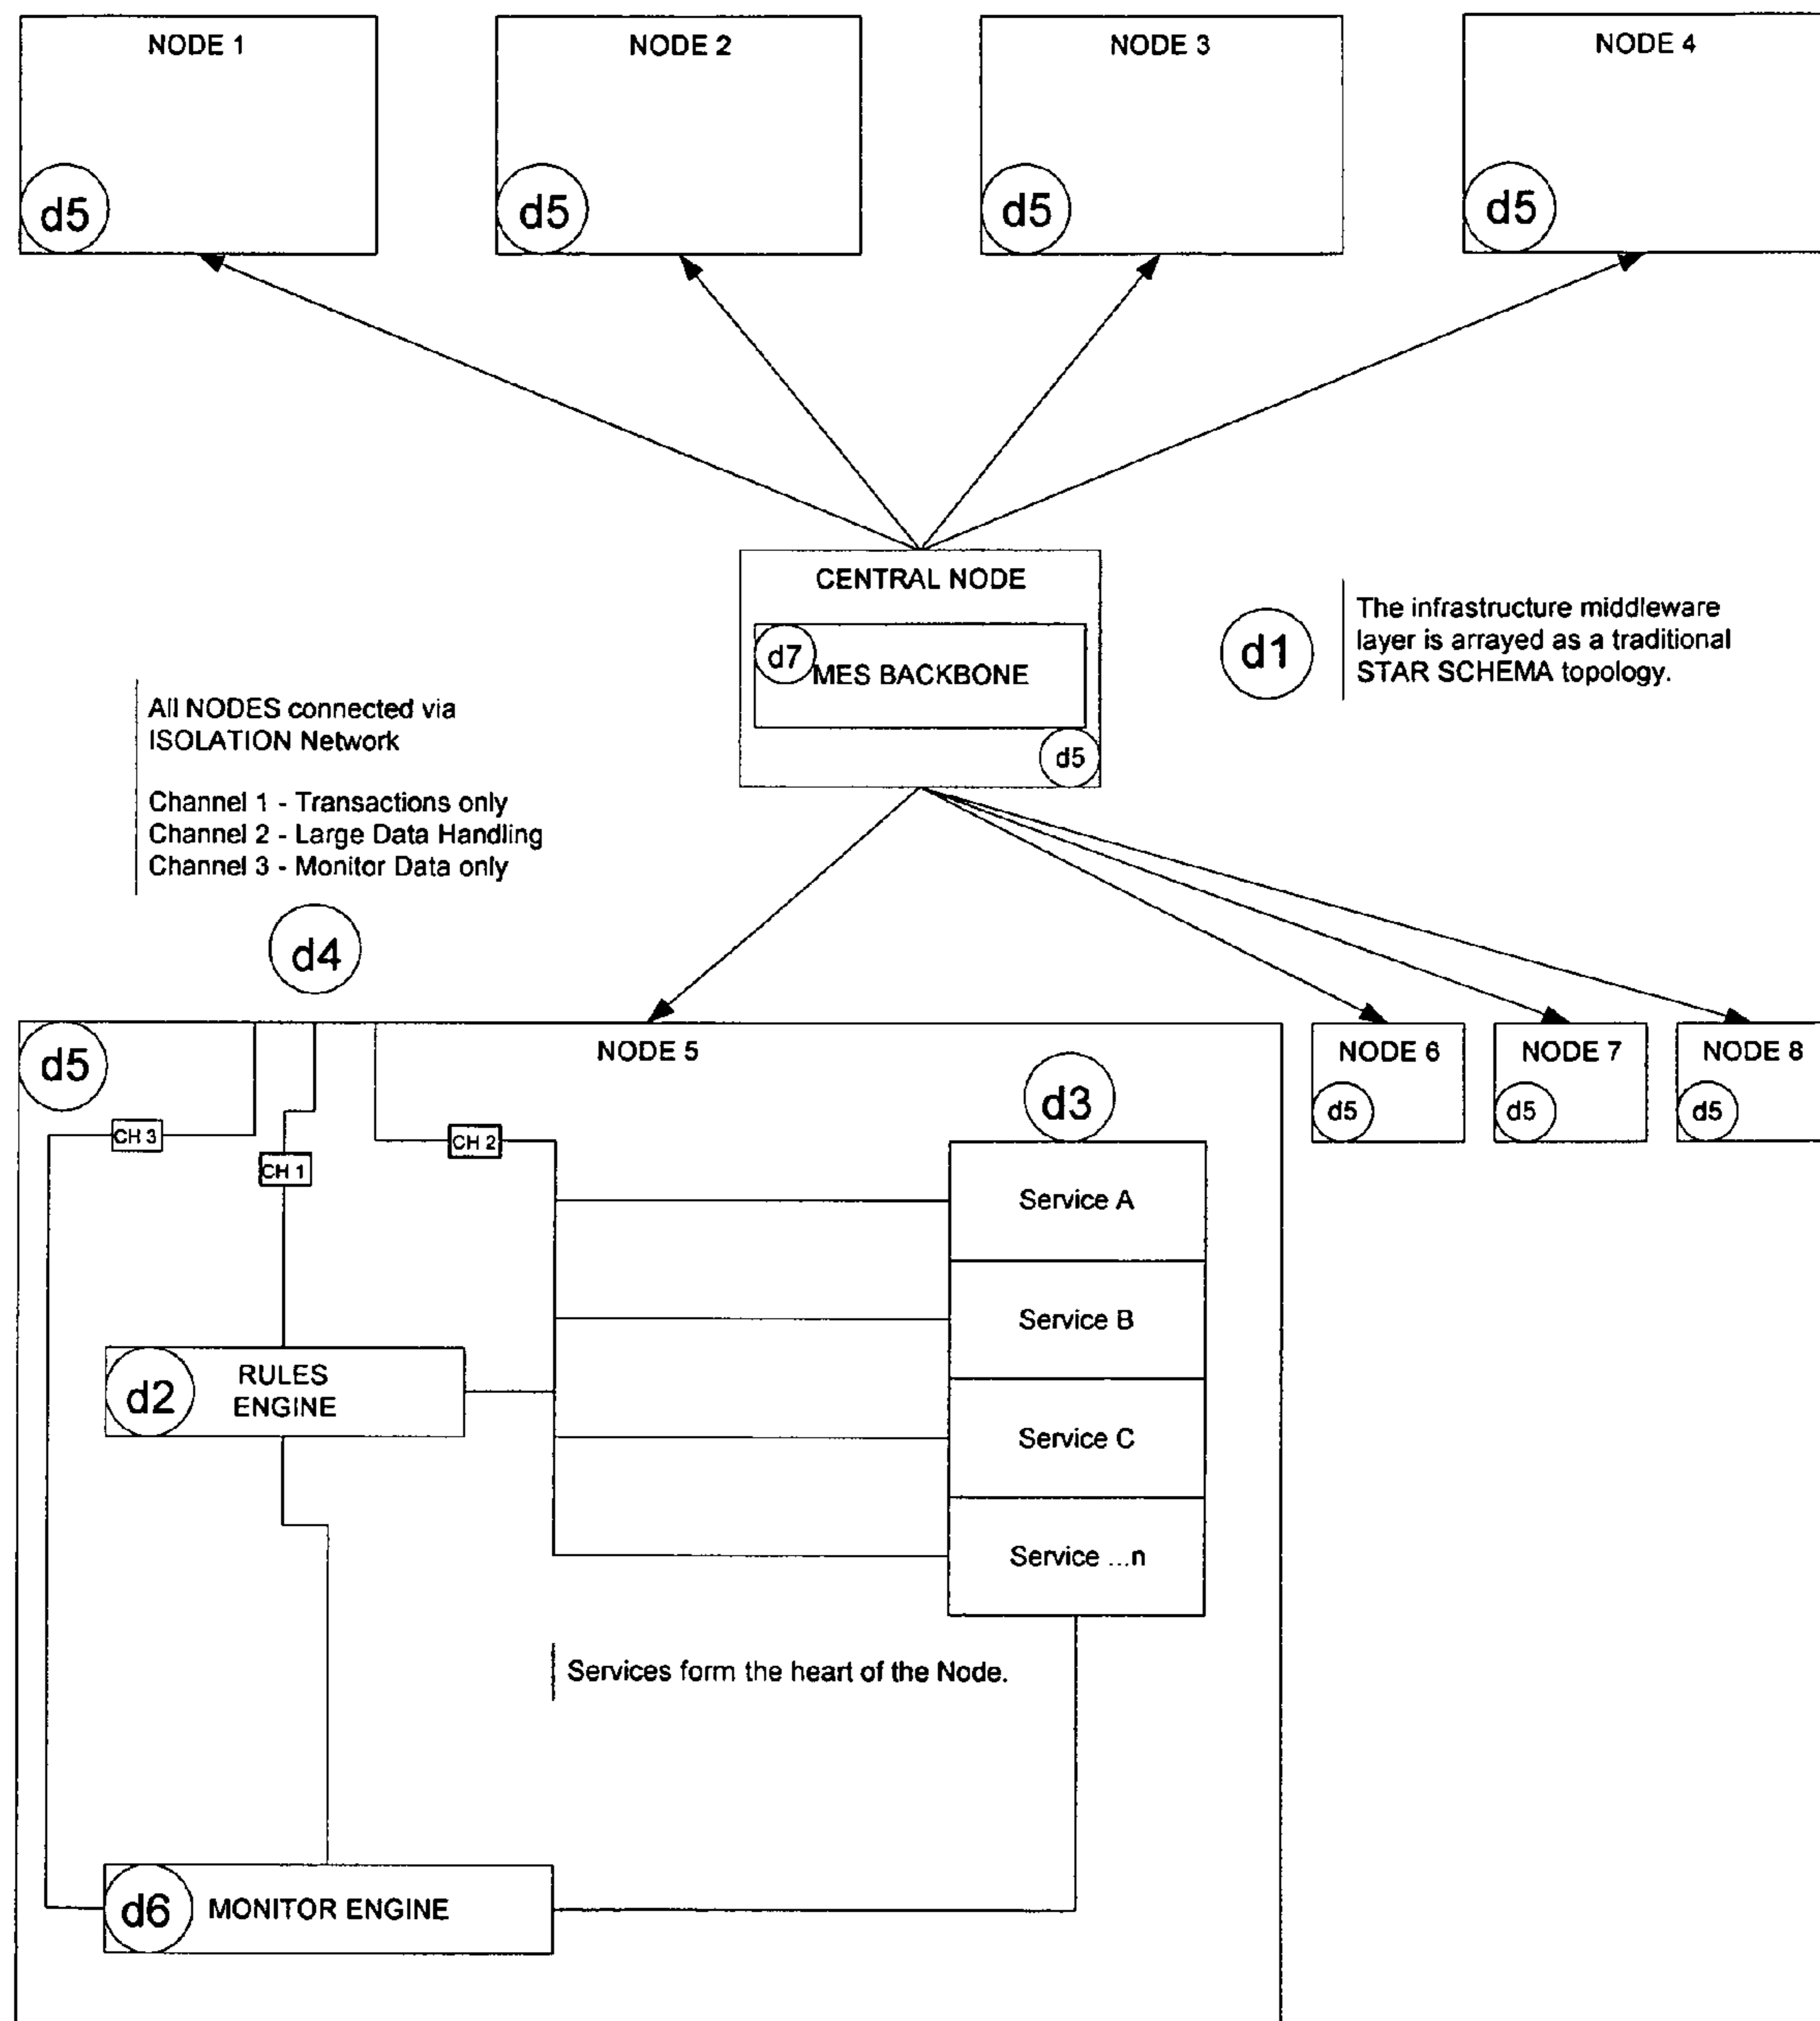 NODE 1
NODE 2
NODE 3
NODE 4
d5
d5
d5
d5
CENTRAL NODE
d7
MES BACKBONE
d5
d1
The infrastructure middleware
layer is arrayed as a traditional
STAR SCHEMA topology.
All NODES connected via
ISOLATION Network
Channel 1 - Transactions only
Channel 2 - Large Data Handling
Channel 3 - Monitor Data only
d4
d5
NODE 5
NODE 6
NODE 7
NODE 8
d5
d5
d5
d3
CH 3
CH 1
CH 2
Service A
Service B
Service C
Service ...n
d2
RULES
ENGINE
Services form the heart of the Node.
d6
MONITOR ENGINE